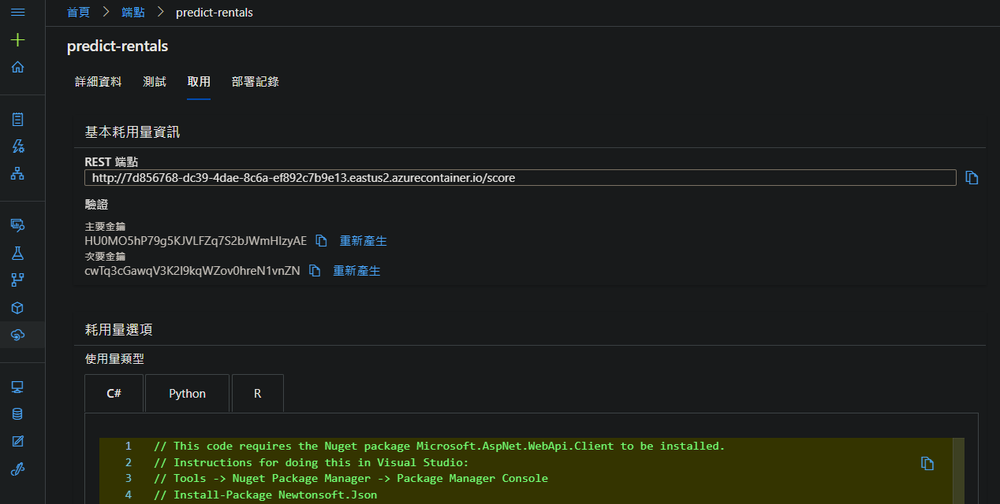 首頁 > 端點 > predict-rentals
predict-rentals
詳細資料 測試 取用 部署記錄
基本耗用量資訊
REST 端點
http://7d856768-dc39-4dae-8c6a-ef892c7b9e13.eastus2.azurecontainer.io/score
驗證
主要金鑰
HU0MO5hP79g5KJVLFZq7S2bJWmHIzyAE 重新產生
次要金鑰
cwTq3cGawqV3K2I9kqWZov0hreN1vnZN 重新產生
耗用量選項
使用量類型
C# Python R
1 // This code requires the Nuget package Microsoft.AspNet.WebApi.Client to be installed.
2 // Instructions for doing this in Visual Studio:
3 // Tools -> Nuget Package Manager -> Package Manager Console
4 // Install-Package Newtonsoft.Json